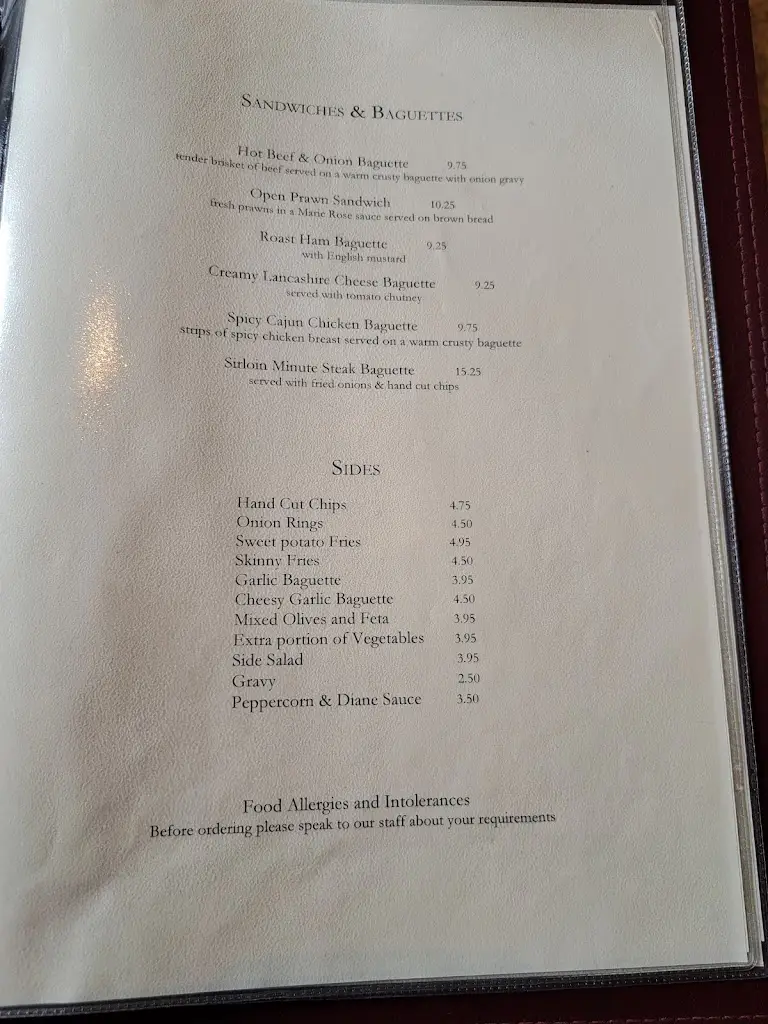 SANDWICHES & BAGUETTES
Hot Beef & Onion Baguette 9.75
tender brisket of beef served on a warm crusty baguette with onion gravy
Open Prawn Sandwich 10.25
fresh prawns in a Marie Rose sauce served on brown bread
Roast Ham Baguette 9.25
with English mustard
Creamy Lancashire Cheese Baguette 9.25
served with tomato chutney
Spicy Cajun Chicken Baguette 9.75
strips of spicy chicken breast served on a warm crusty baguette
Sirloin Minute Steak Baguette 15.25
served with fried onions & hand cut chips
SIDES
Hand Cut Chips 4.75
Onion Rings 4.50
Sweet potato Fries 4.95
Skinny Fries 4.50
Garlic Baguette 3.95
Cheesy Garlic Baguette 4.50
Mixed Olives and Feta 3.95
Extra portion of Vegetables 3.95
Side Salad 3.95
Gravy 2.50
Peppercorn & Diane Sauce 3.50
Food Allergies and Intolerances
Before ordering please speak to our staff about your requirements